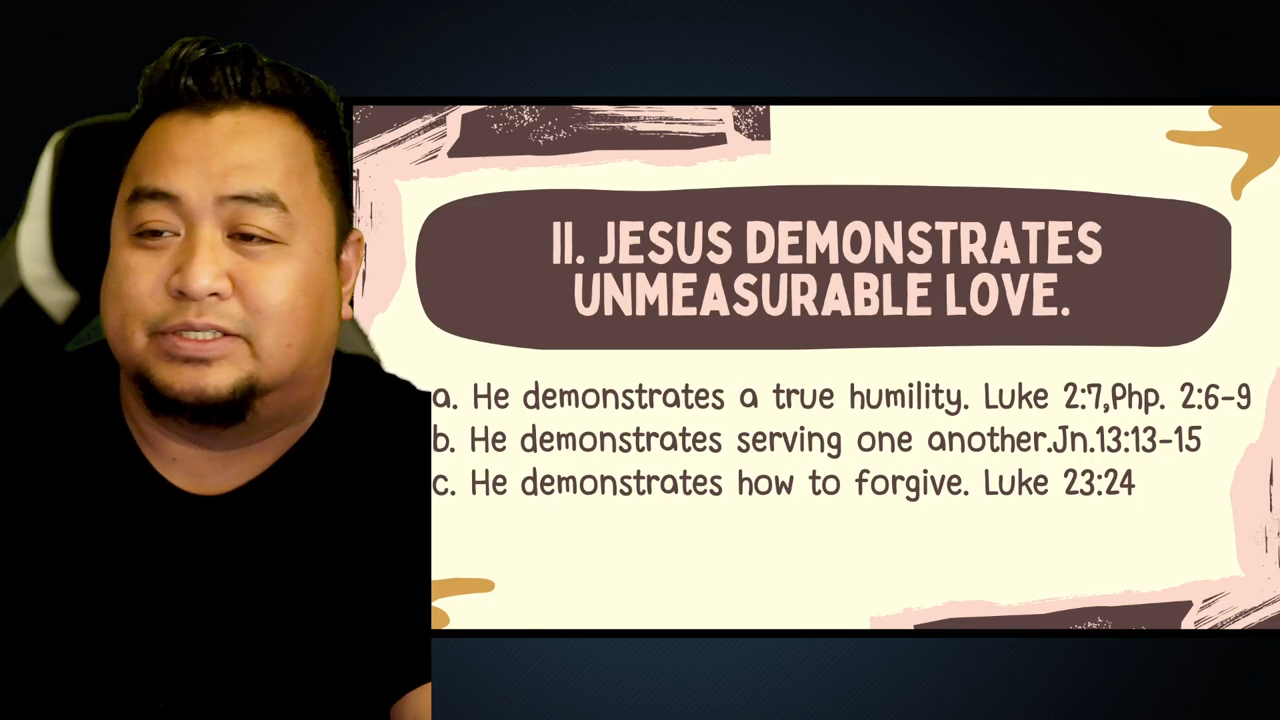 II. JESUS DEMONSTRATES
UNMEASURABLE LOVE.
a. He demonstrates a true humility. Luke 2:7,Php. 2:6-9
b. He demonstrates serving one another.Jn.13:13-15
c. He demonstrates how to forgive. Luke 23:24